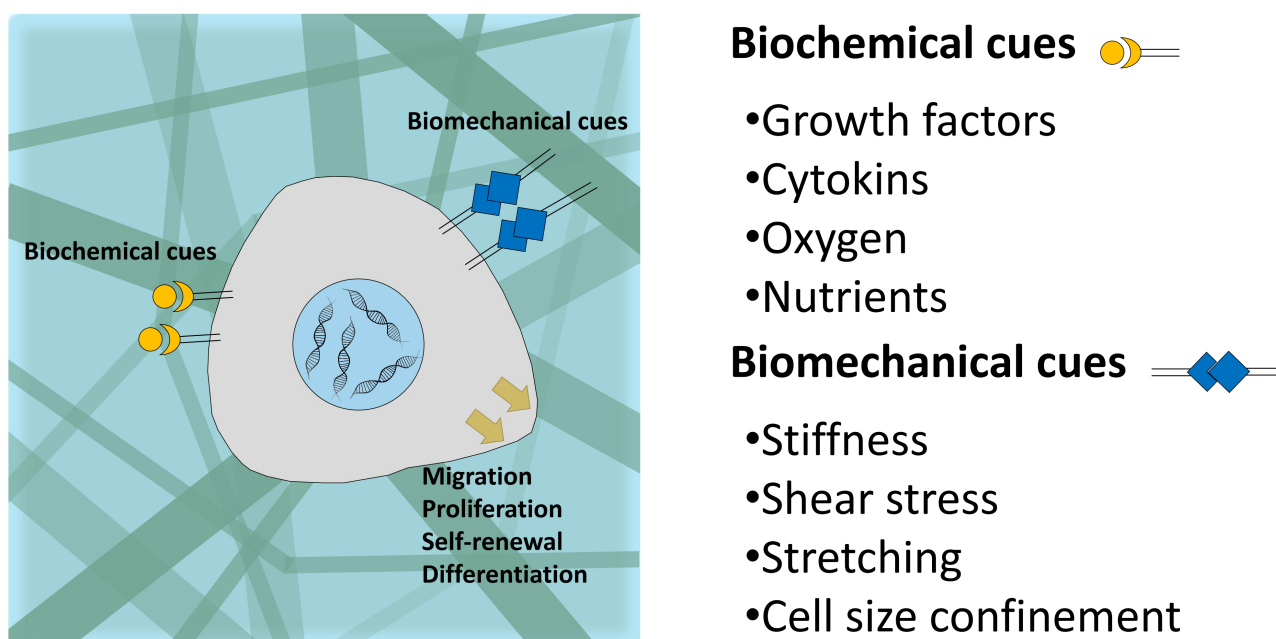 Biomechanical cues
Biochemical cues
Migration
Proliferation
Self-renewal
Differentiation
Biochemical cues
•Growth factors
•Cytokins
•Oxygen
•Nutrients
Biomechanical cues
•Stiffness
•Shear stress
•Stretching
•Cell size confinement